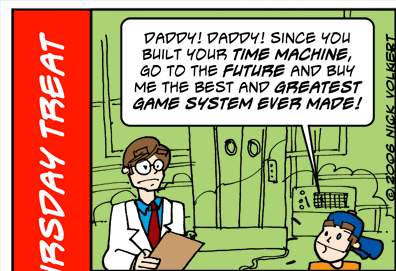 DADDY! DADDY! SINCE YOU
BUILT YOUR TIME MACHINE,
GO TO THE FUTURE AND BUY
ME THE BEST AND GREATEST
GAME SYSTEM EVER MADE!
URSDAY TREAT
©2006 NICK VOLKERT